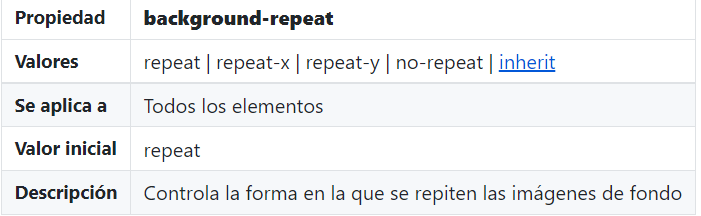 Propiedad background-repeat
Valores repeat | repeat-x | repeat-y | no-repeat | inherit
Se aplica a Todos los elementos
Valor inicial repeat
Descripción Controla la forma en la que se repiten las imágenes de fondo